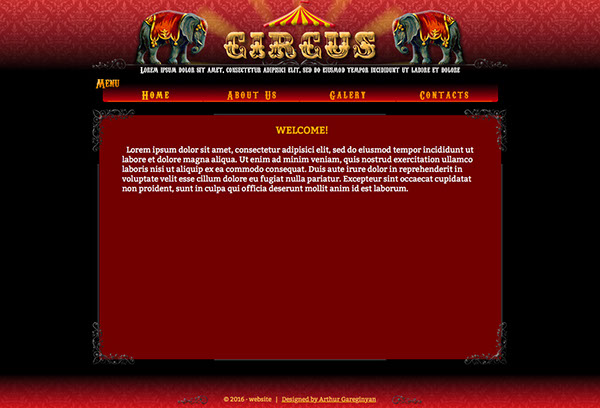 CIRCUS
Lorem ipsum dolor sit amet, consectetur adipisici elit, sed do eiusmod tempor incididunt ut labore et dolore
Menu
Home About Us Galery Contacts
WELCOME!
Lorem ipsum dolor sit amet, consectetur adipisici elit, sed do eiusmod tempor incididunt ut
labore et dolore magna aliqua. Ut enim ad minim veniam, quis nostrud exercitation ullamco
laboris nisi ut aliquip ex ea commodo consequat. Duis aute irure dolor in reprehenderit in
voluptate velit esse cillum dolore eu fugiat nulla pariatur. Excepteur sint occaecat cupidatat
non proident, sunt in culpa qui officia deserunt mollit anim id est laborum.
© 2016 - website | Designed by Arthur Gareginyan